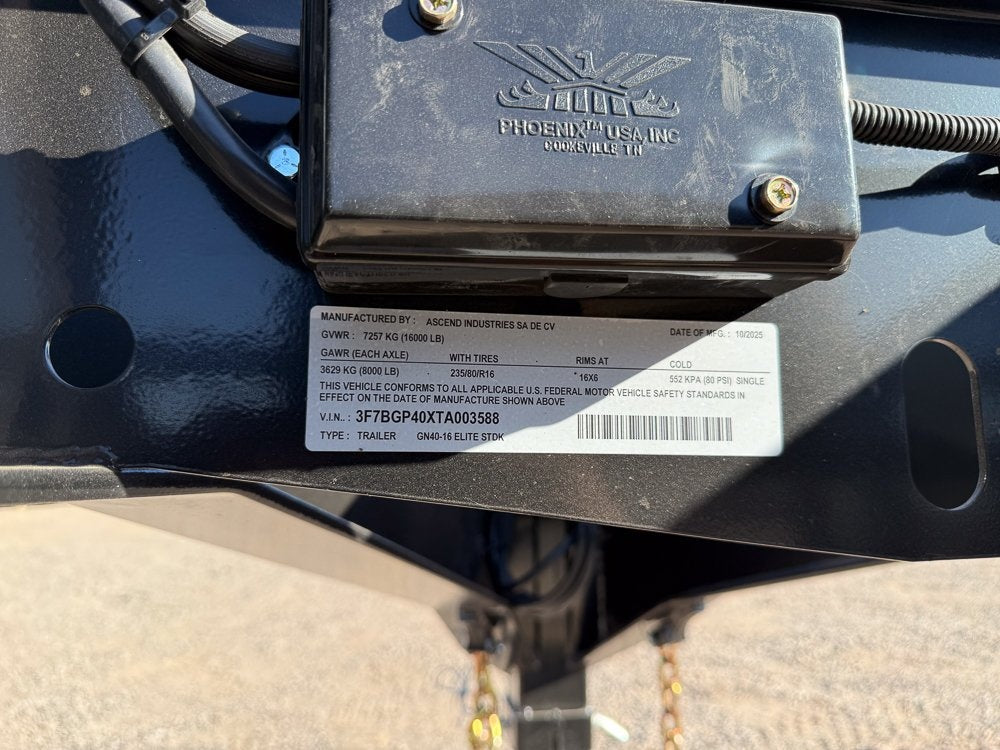 PHOENIX™ USA, INC
COOKEVILLE TN
MANUFACTURED BY : ASCEND INDUSTRIES SA DE CV
GVWR : 7257 KG (16000 LB) DATE OF MFG. : 10/2025
GAWR (EACH AXLE) WITH TIRES RIMS AT COLD
3629 KG (8000 LB) 235/80/R16 16X6 552 KPA (80 PSI) SINGLE
THIS VEHICLE CONFORMS TO ALL APPLICABLE U.S. FEDERAL MOTOR VEHICLE SAFETY STANDARDS IN
EFFECT ON THE DATE OF MANUFACTURE SHOWN ABOVE
V.I.N.. : 3F7BGP40XTA003588
TYPE : TRAILER GN40-16 ELITE STDK